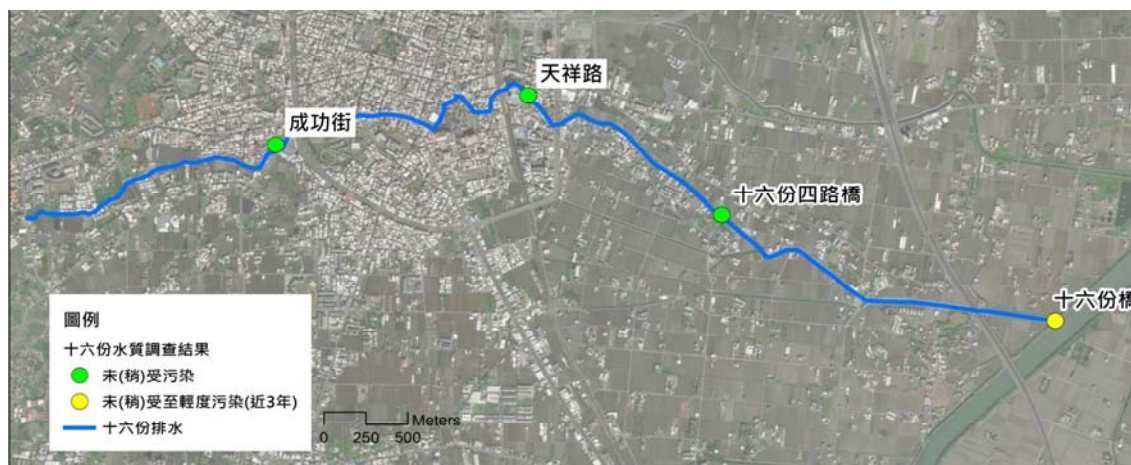 天祥路
成功街
十六份四路橋
十六份橋
圖例
十六份水質調查結果
未(稍)受污染
未(稍)受至輕度污染(近3年)
十六份排水
Meters
0 250 500